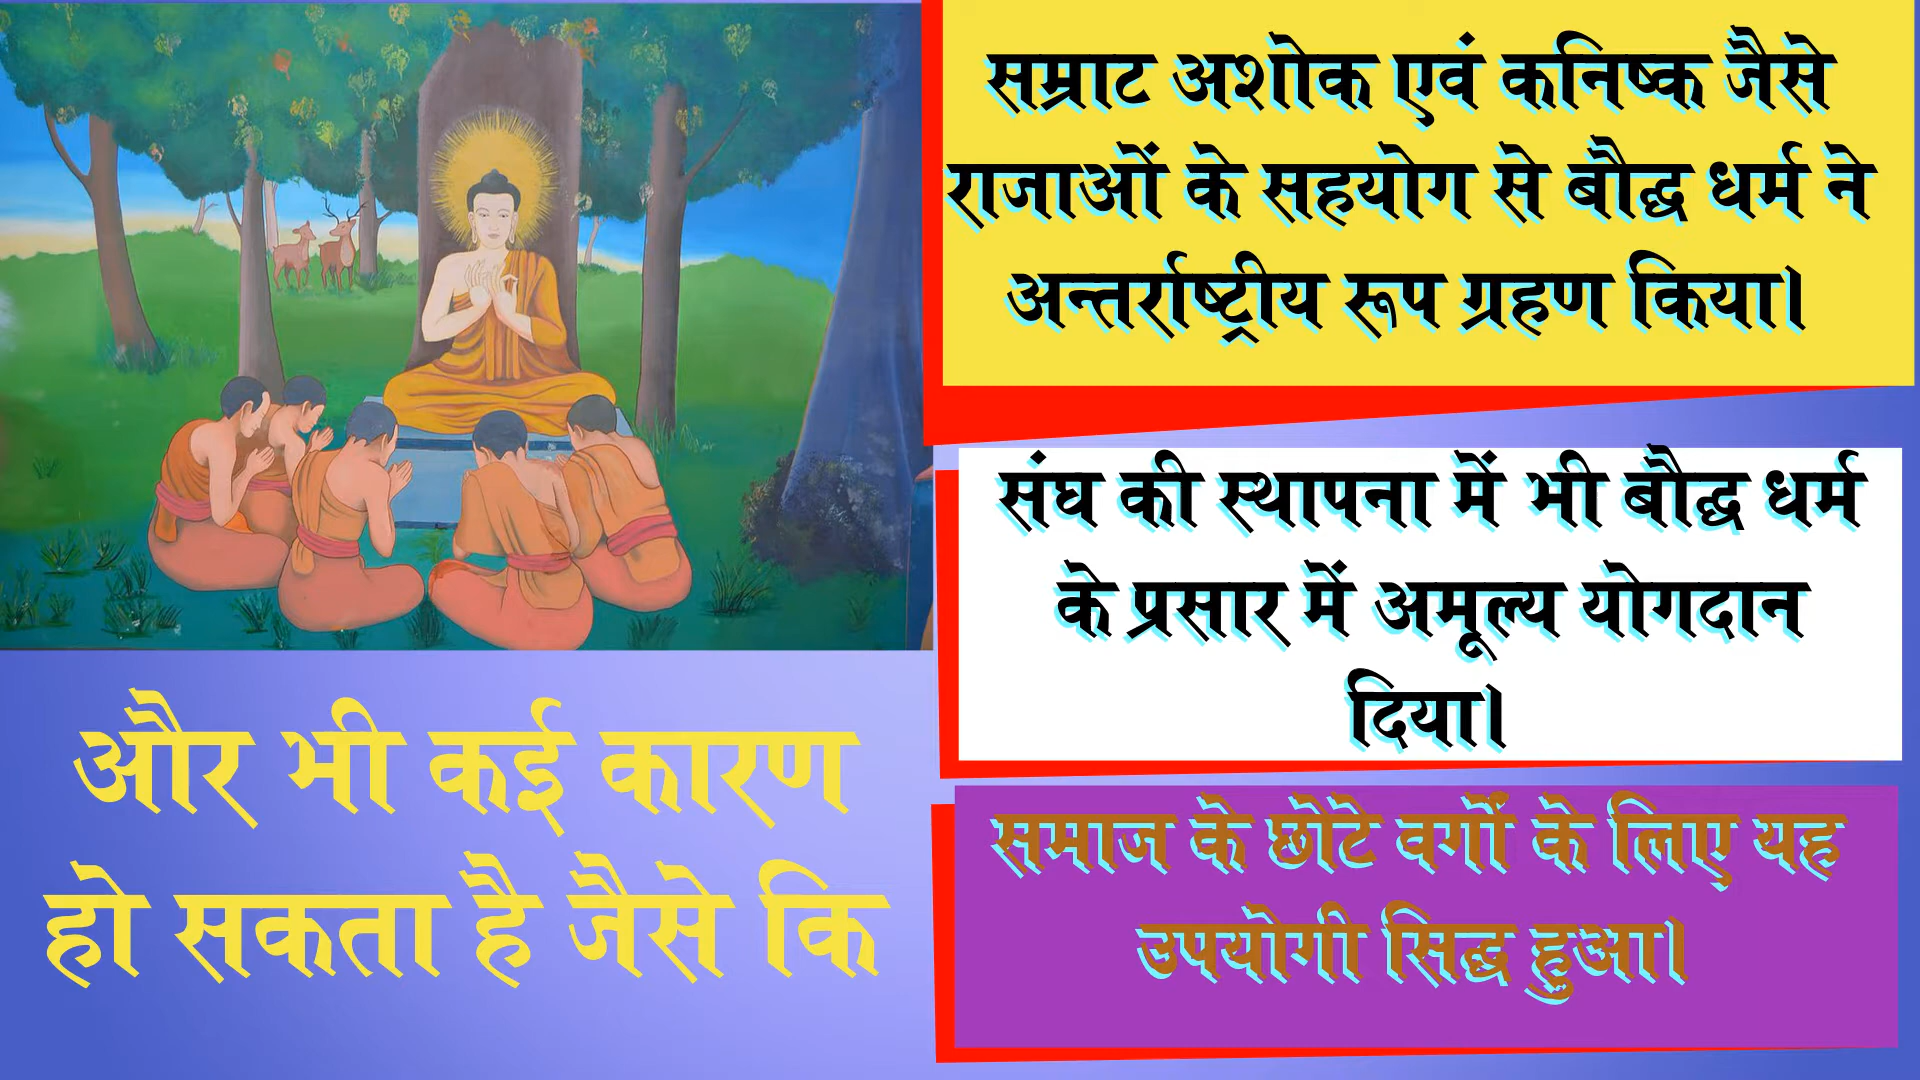 सम्राट अशोक एवं कनिष्क जैसे
राजाओं के सहयोग से बौद्ध धर्म ने
अन्तर्राष्ट्रीय रूप ग्रहण किया।
संघ की स्थापना में भी बौद्ध धर्म
के प्रसार में अमूल्य योगदान
दिया।
और भी कई कारण
हो सकता है जैसे कि
समाज के छोटे वर्गों के लिए यह
उपयोगी सिद्ध हुआ।